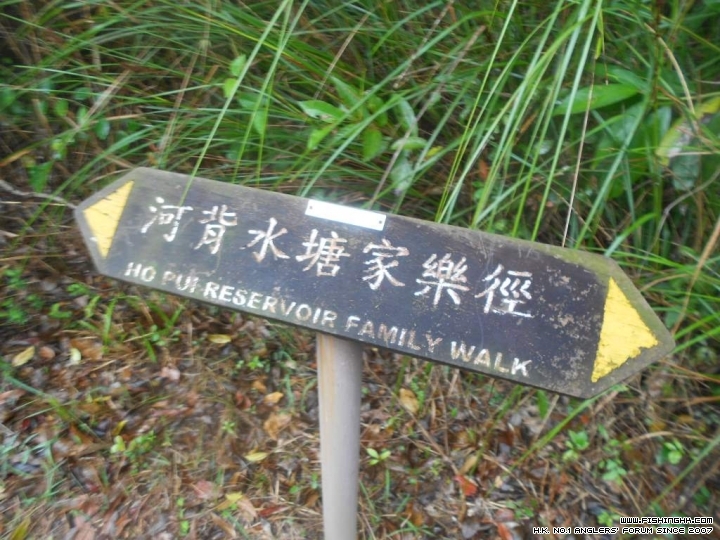 河背水塘家樂徑
HO PUI RESERVOIR FAMILY WALK
WWW.FISHINGHK.COM
H.K. NO.1 ANGLERS' FORUM SINCE 2007